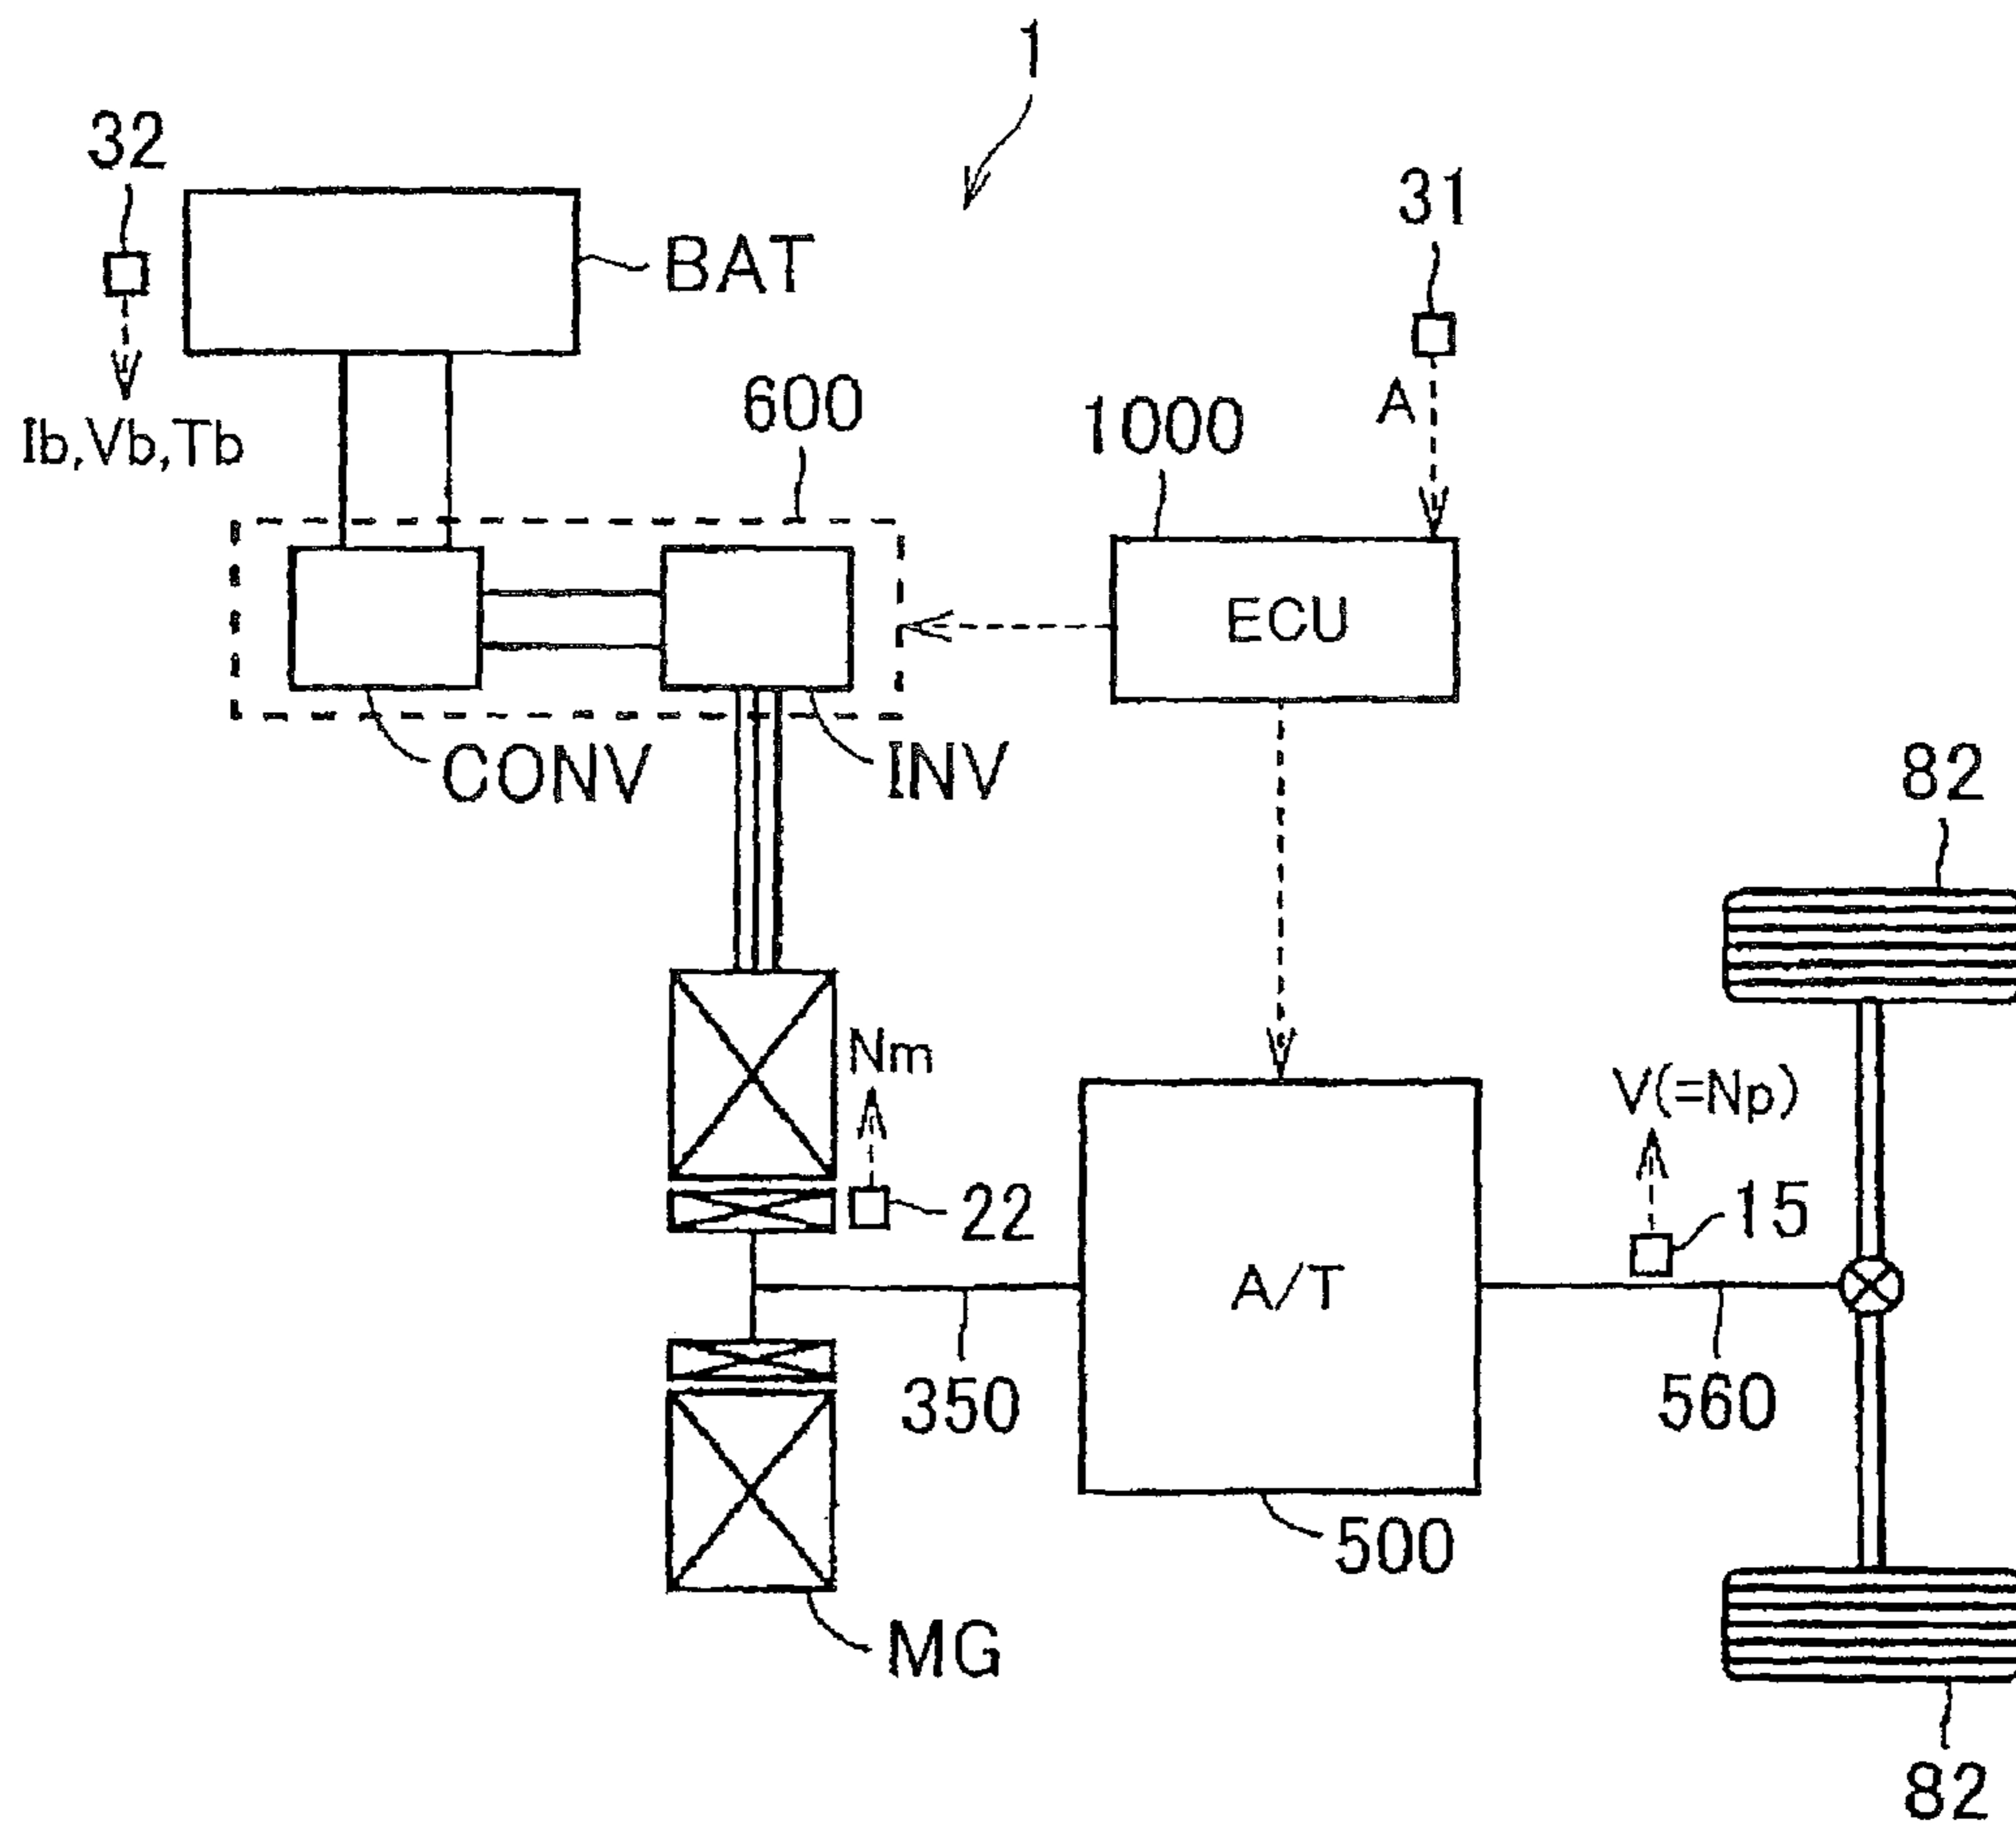 1
32
31
BAT
A
600
1000
Ib,Vb,Tb
ECU
CONV
INV
82
Nm
V(=Np)
22
15
A/T
350
560
500
MG
82